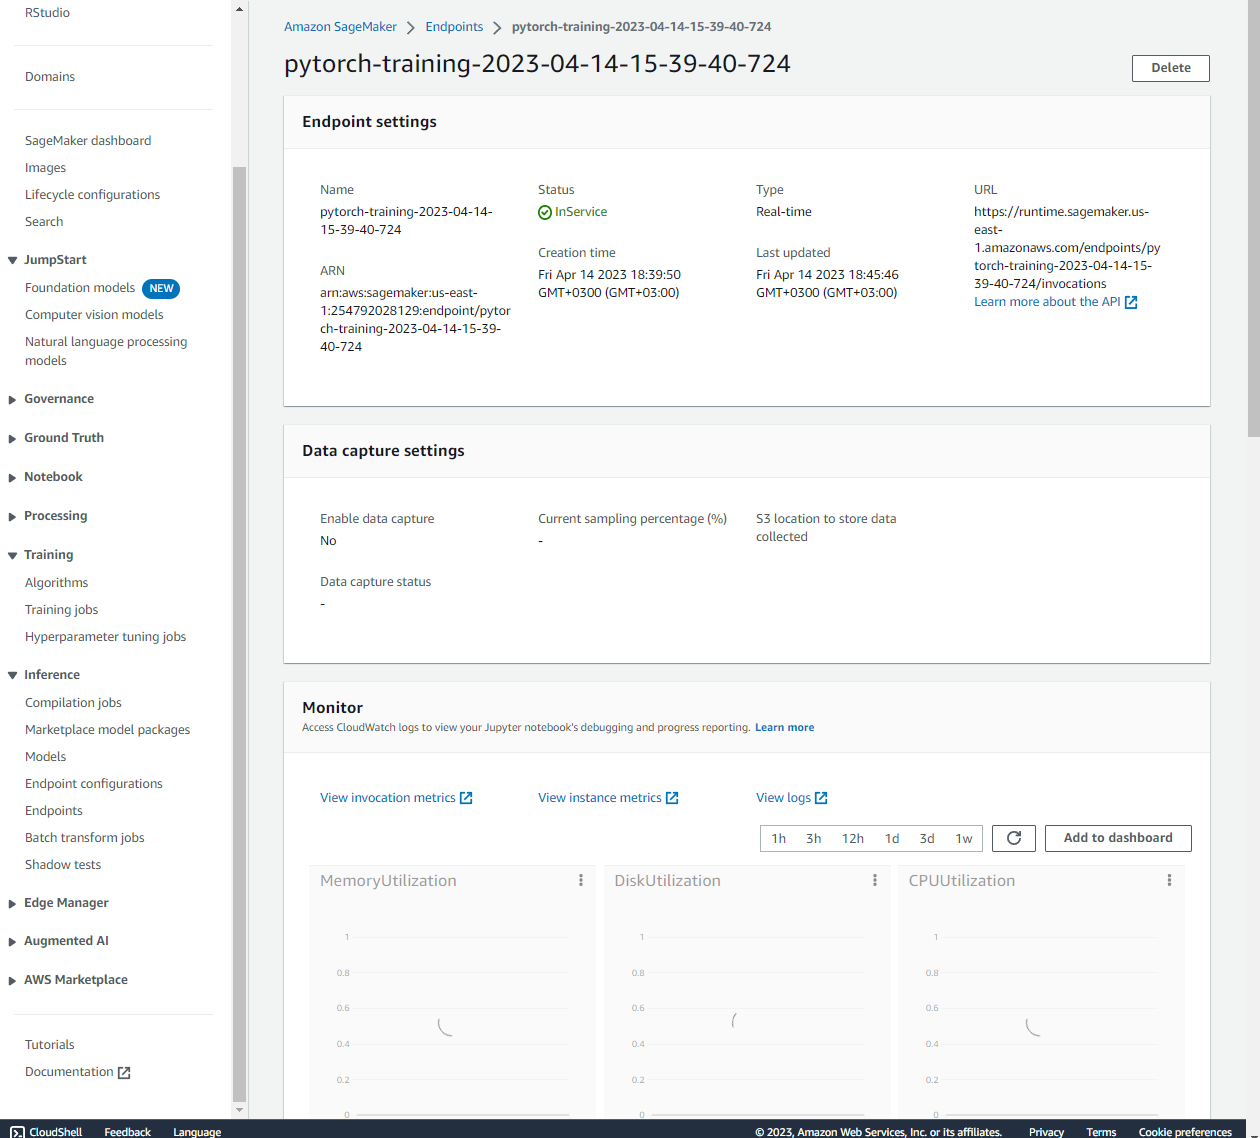 RStudio
Domains
SageMaker dashboard
Images
Lifecycle configurations
Search
JumpStart
Foundation models NEW
Computer vision models
Natural language processing
models
Governance
Ground Truth
Notebook
Processing
Training
Algorithms
Training jobs
Hyperparameter tuning jobs
Inference
Compilation jobs
Marketplace model packages
Models
Endpoint configurations
Endpoints
Batch transform jobs
Shadow tests
Edge Manager
Augmented AI
AWS Marketplace
Tutorials
Documentation
Amazon SageMaker > Endpoints > pytorch-training-2023-04-14-15-39-40-724
pytorch-training-2023-04-14-15-39-40-724
Delete
Endpoint settings
Name
pytorch-training-2023-04-14-
15-39-40-724
ARN
arn:aws:sagemaker:us-east-
1:254792028129:endpoint/pytor
ch-training-2023-04-14-15-39-
40-724
Status
InService
Creation time
Fri Apr 14 2023 18:39:50
GMT+0300 (GMT+03:00)
Type
Real-time
Last updated
Fri Apr 14 2023 18:45:46
GMT+0300 (GMT+03:00)
URL
https://runtime.sagemaker.us-
east-
1.amazonaws.com/endpoints/py
torch-training-2023-04-14-15-
39-40-724/invocations
Learn more about the API
Data capture settings
Enable data capture
No
Data capture status
-
Current sampling percentage (%)
-
S3 location to store data
collected
Monitor
Access CloudWatch logs to view your Jupyter notebook's debugging and progress reporting. Learn more
View invocation metrics
View instance metrics
View logs
1h 3h 12h 1d 3d 1w
Add to dashboard
MemoryUtilization
1
0.8
0.6
0.4
0.2
0
DiskUtilization
1
0.8
0.6
0.4
0.2
0
CPUUtilization
1
0.8
0.6
0.4
0.2
0
CloudShell Feedback Language © 2023, Amazon Web Services, Inc. or its affiliates. Privacy Terms Cookie preferences